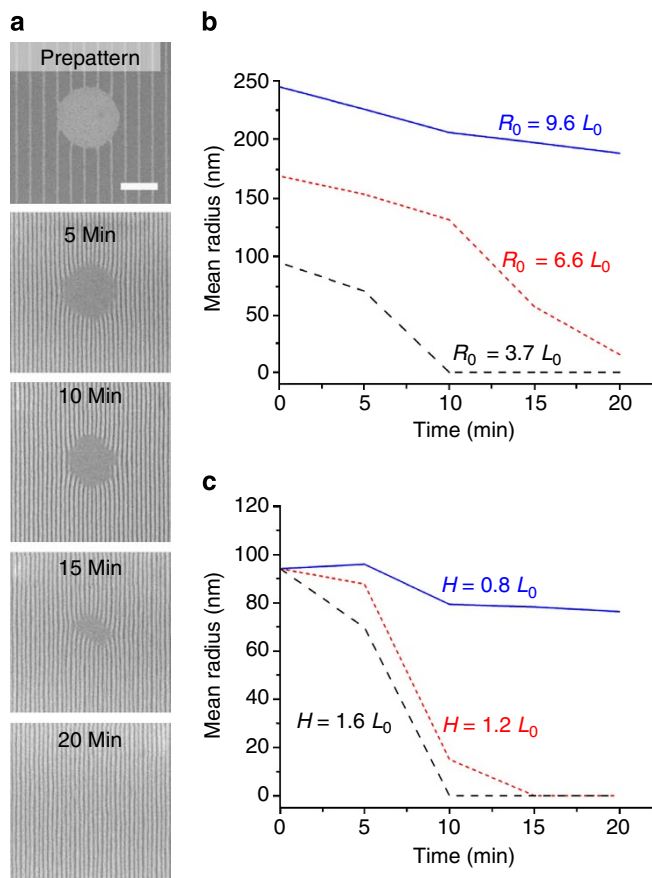 a
Prepattern
5 Min
10 Min
15 Min
20 Min
b
250
200
150
100
50
0
Mean radius (nm)
R0 = 9.6 L0
R0 = 6.6 L0
R0 = 3.7 L0
0 5 10 15 20
Time (min)
c
120
100
80
60
40
20
0
Mean radius (nm)
H = 0.8 L0
H = 1.6 L0
H = 1.2 L0
0 5 10 15 20
Time (min)